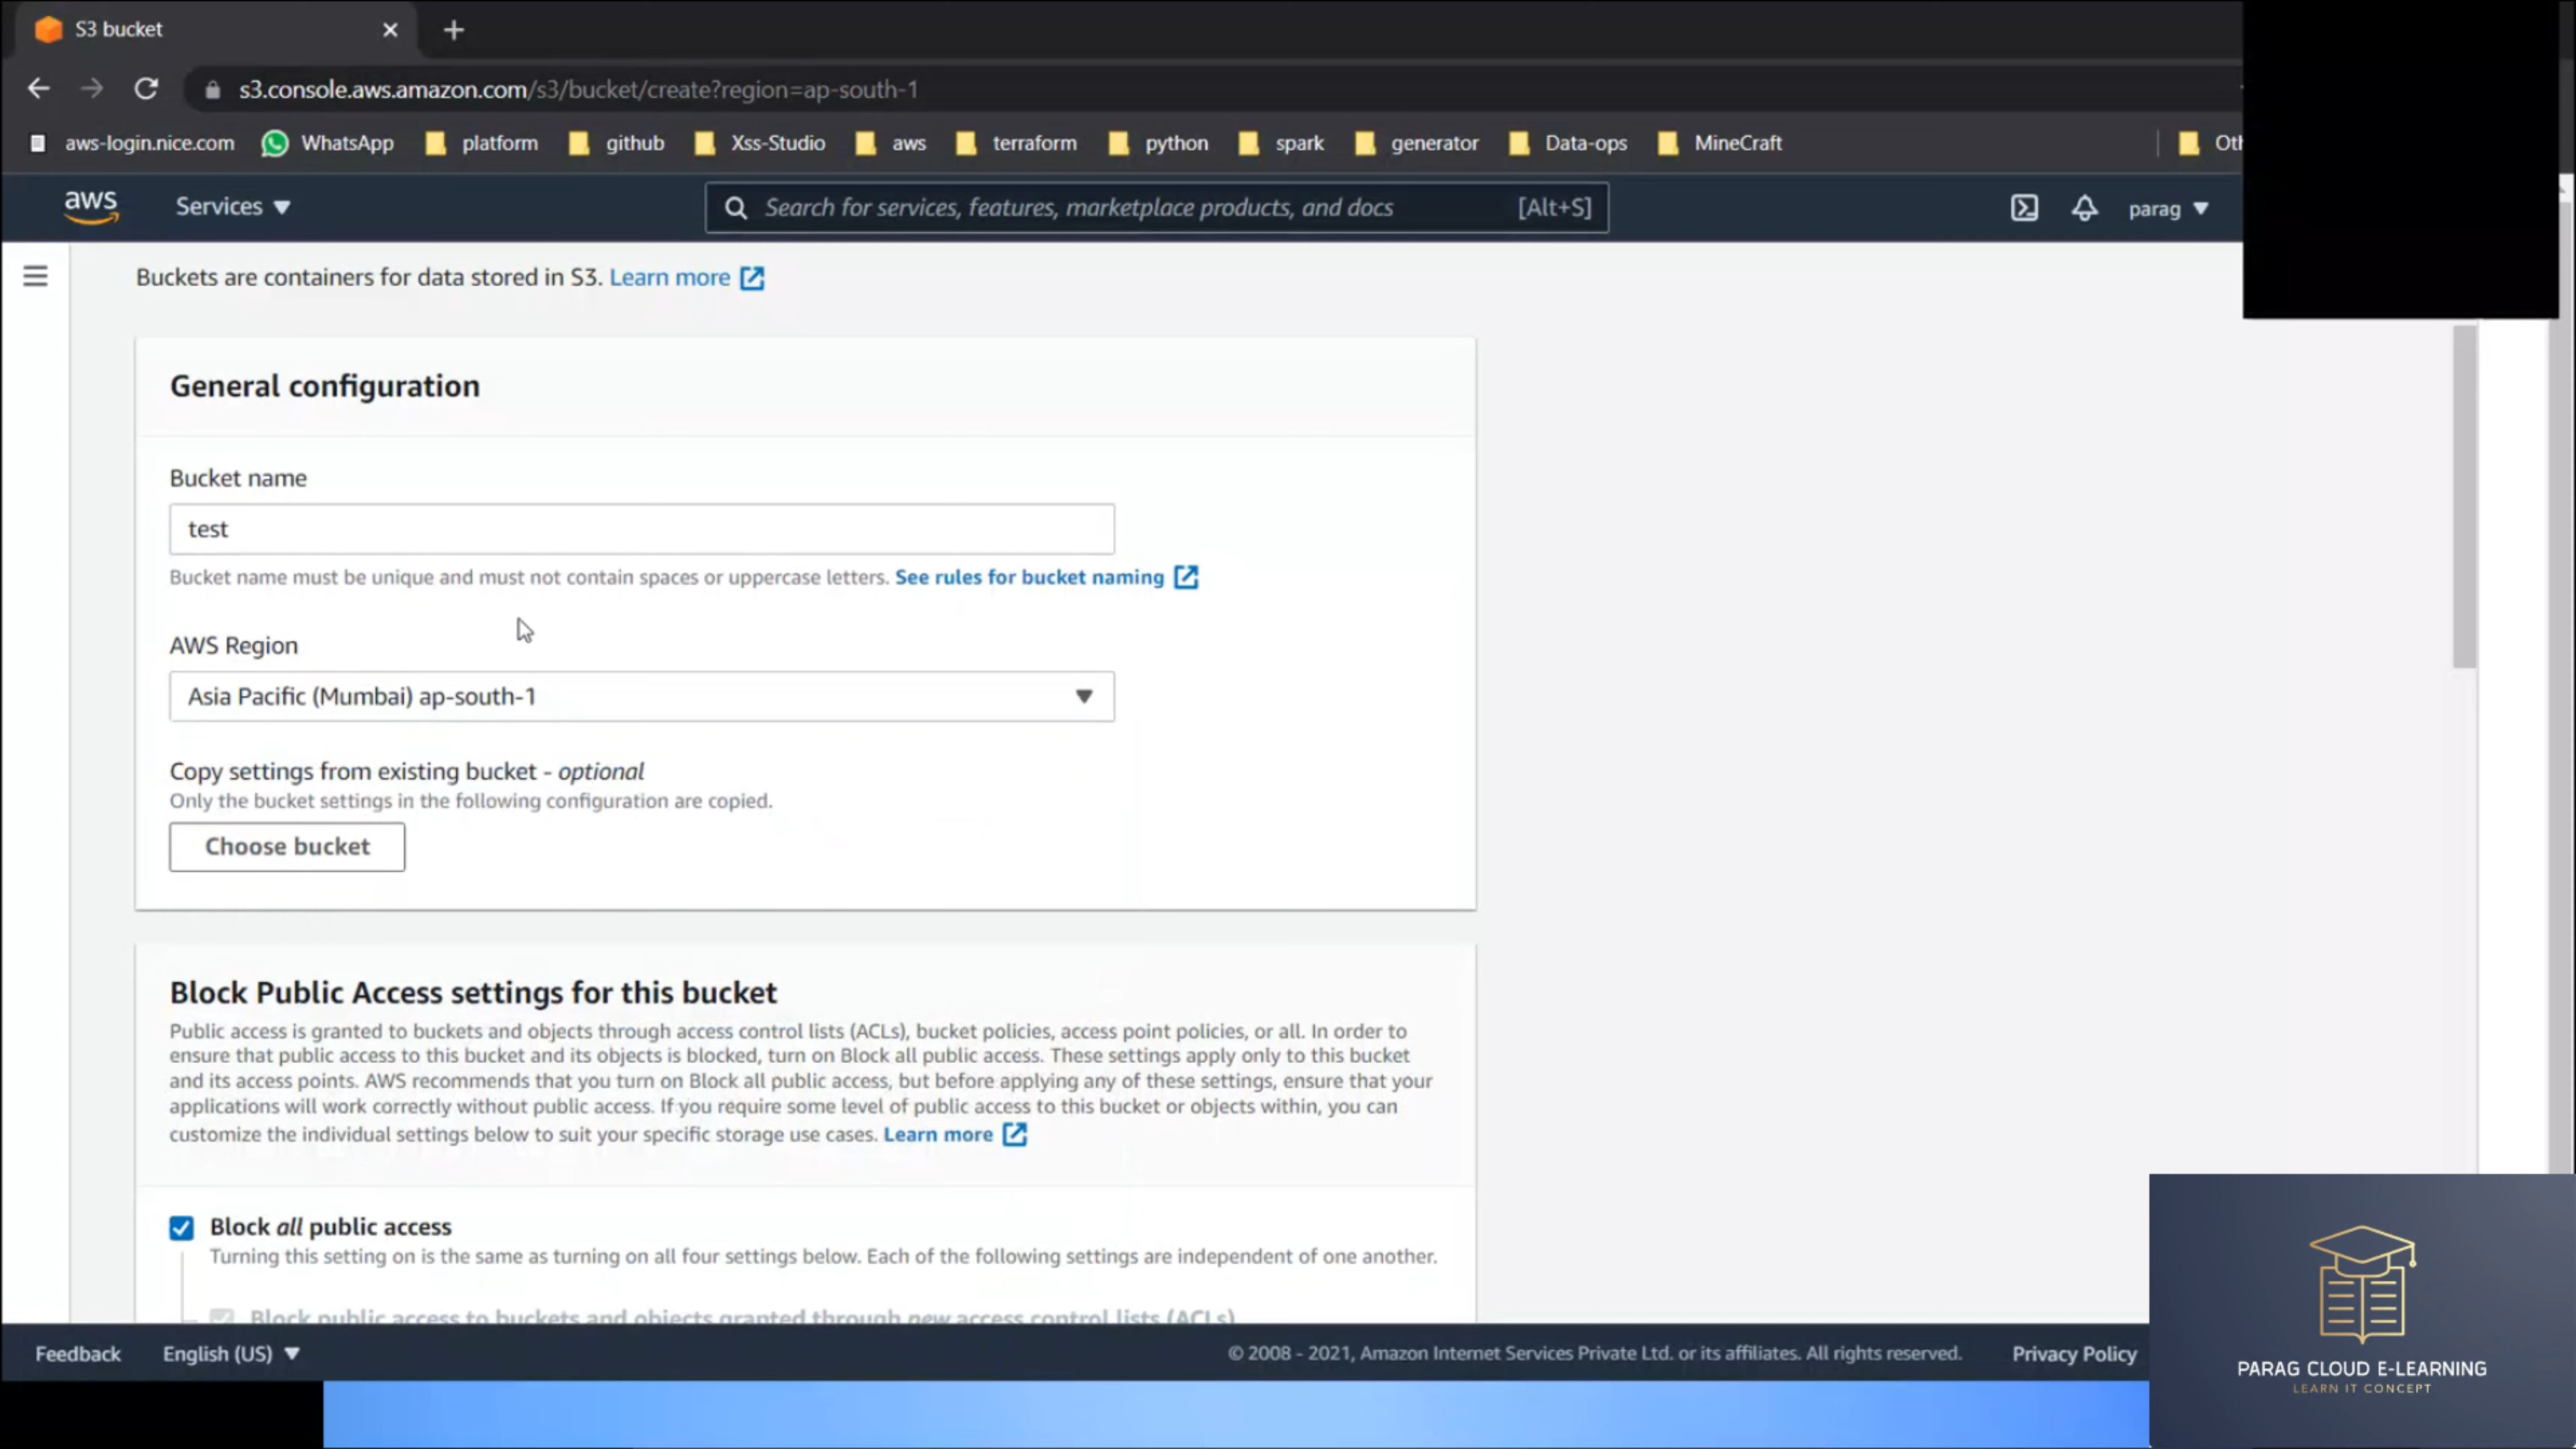 S3 bucket
s3.console.aws.amazon.com/s3/bucket/create?region=ap-south-1
aws-login.nice.com WhatsApp platform github Xss-Studio aws terraform python spark generator Data-ops MineCraft
aws Services Search for services, features, marketplace products, and docs [Alt+S] parag
Buckets are containers for data stored in S3. Learn more
General configuration
Bucket name
test
Bucket name must be unique and must not contain spaces or uppercase letters. See rules for bucket naming
AWS Region
Asia Pacific (Mumbai) ap-south-1
Copy settings from existing bucket - optional
Only the bucket settings in the following configuration are copied.
Choose bucket
Block Public Access settings for this bucket
Public access is granted to buckets and objects through access control lists (ACLs), bucket policies, access point policies, or all. In order to
ensure that public access to this bucket and its objects is blocked, turn on Block all public access. These settings apply only to this bucket
and its access points. AWS recommends that you turn on Block all public access, but before applying any of these settings, ensure that your
applications will work correctly without public access. If you require some level of public access to this bucket or objects within, you can
customize the individual settings below to suit your specific storage use cases. Learn more
Block all public access
Turning this setting on is the same as turning on all four settings below. Each of the following settings are independent of one another.
Block public access to buckets and objects granted through new access control lists (ACLs)
Feedback English (US) © 2008 - 2021, Amazon Internet Services Private Ltd. or its affiliates. All rights reserved. Privacy Policy
PARAG CLOUD E-LEARNING
LEARN IT CONCEPT